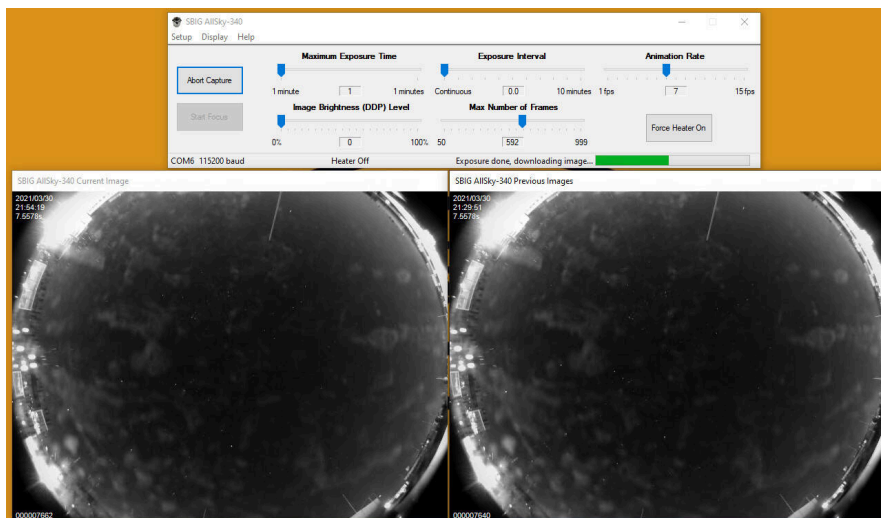 SBIG AllSky-340
Setup Display Help
Maximum Exposure Time
Exposure Interval
Animation Rate
Abort Capture
1 minute 1 1 minutes
Continuous 0.0 10 minutes
1 fps 7 15 fps
Start Focus
Image Brightness (DDP) Level
Max Number of Frames
Force Heater On
0% 0 100%
50 592 999
COM6 115200 baud Heater Off Exposure done, downloading image...
SBIG AllSky-340 Current Image
2021/03/30
21:54:19
7.5578s
000007662
SBIG AllSky-340 Previous Images
2021/03/30
21:29:51
7.5578s
000007640